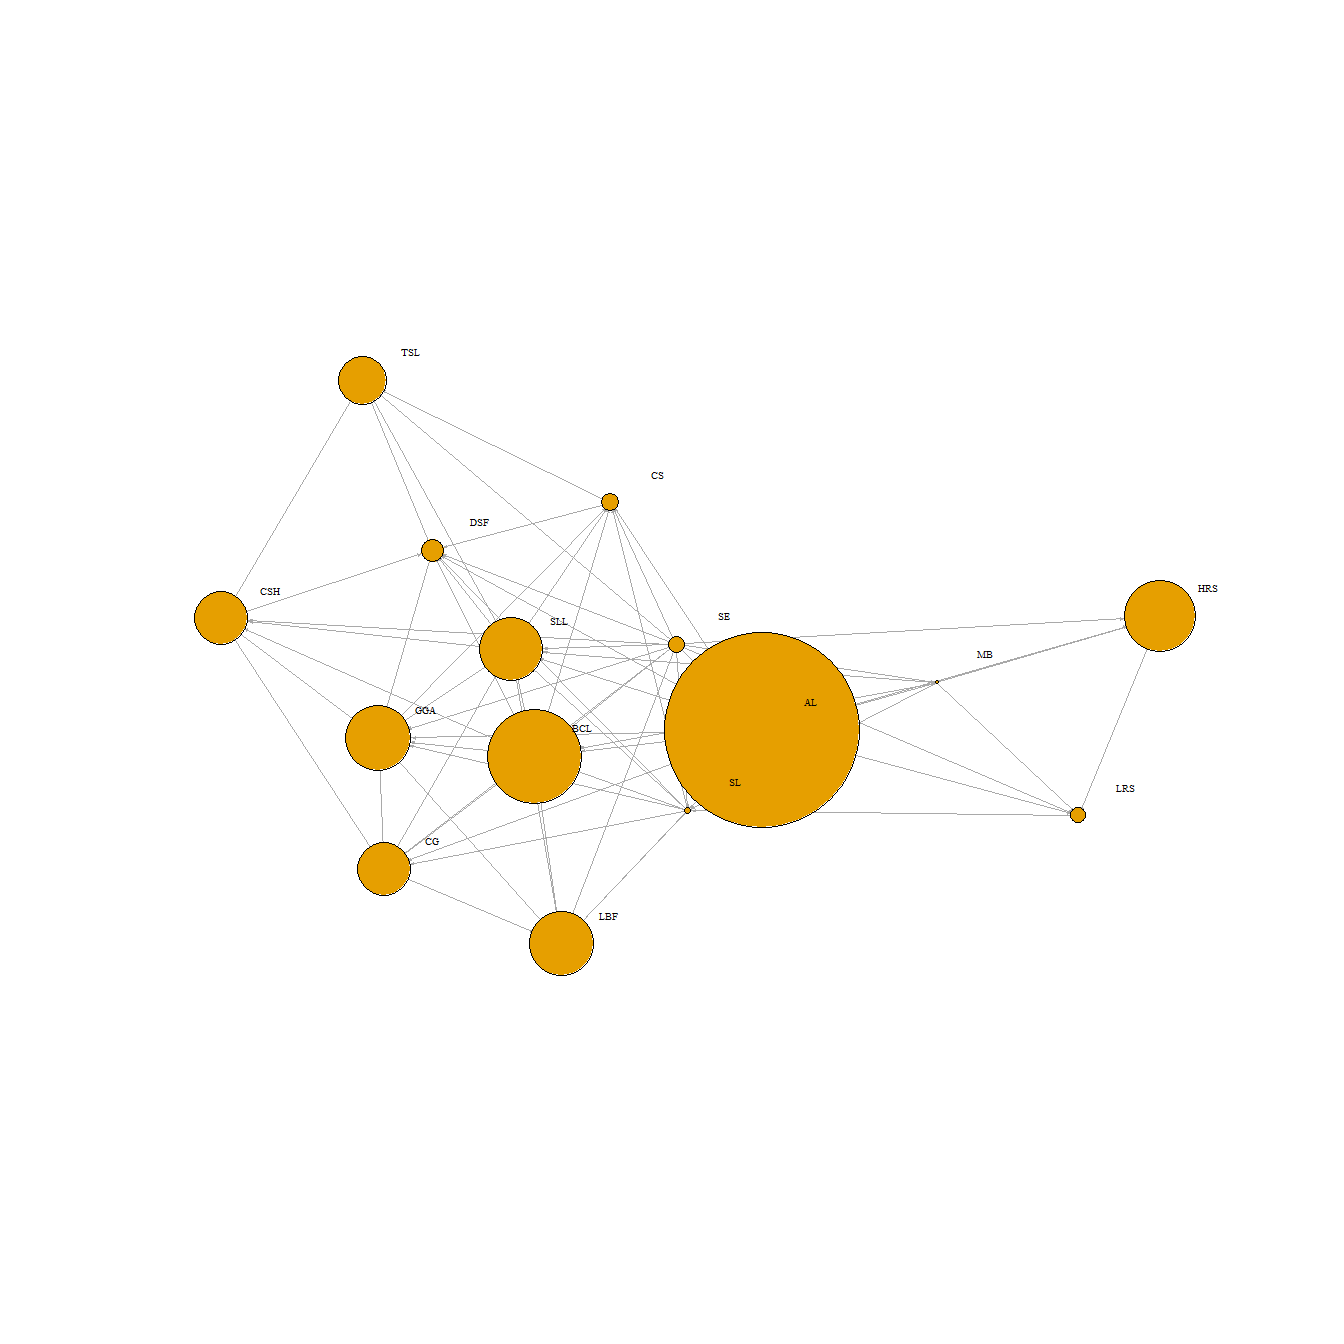 TSL
CS
DSF
HRS
CSH
SE
SLL
MB
AL
GGA
BCL
SL
LRS
CG
LBF